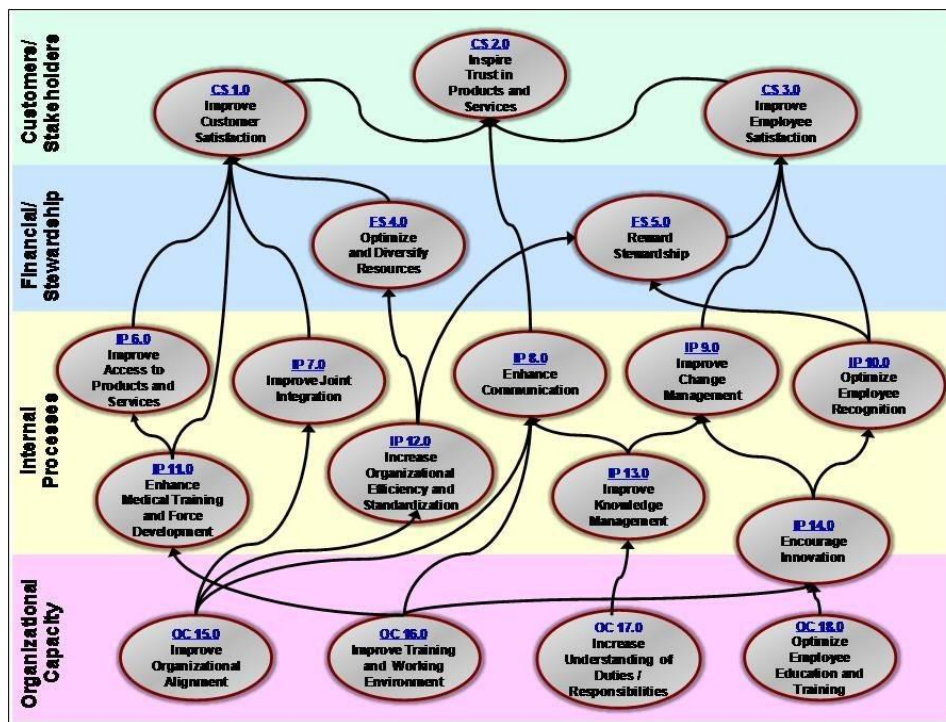 Customers/
Stakeholders
CS 1.0
Improve
Customer
Satisfaction
CS 2.0
Inspire
Trust in
Products and
Services
CS 3.0
Improve
Employee
Satisfaction
Financial/
Stewardship
FS 4.0
Optimize
and Diversify
Resources
FS 5.0
Reward
Stewardship
Internal
Processes
IP 6.0
Improve
Access to
Products and
Services
IP 7.0
Improve Joint
Integration
IP 8.0
Enhance
Communication
IP 9.0
Improve
Change
Management
IP 10.0
Optimize
Employee
Recognition
IP 11.0
Enhance
Medical Training
and Force
Development
IP 12.0
Increase
Organizational
Efficiency and
Standardization
IP 13.0
Improve
Knowledge
Management
IP 14.0
Encourage
Innovation
Organizational
Capacity
OC 15.0
Improve
Organizational
Alignment
OC 16.0
Improve Training
and Working
Environment
OC 17.0
Increase
Understanding of
Duties /
Responsibilities
OC 18.0
Optimize
Employee
Education and
Training